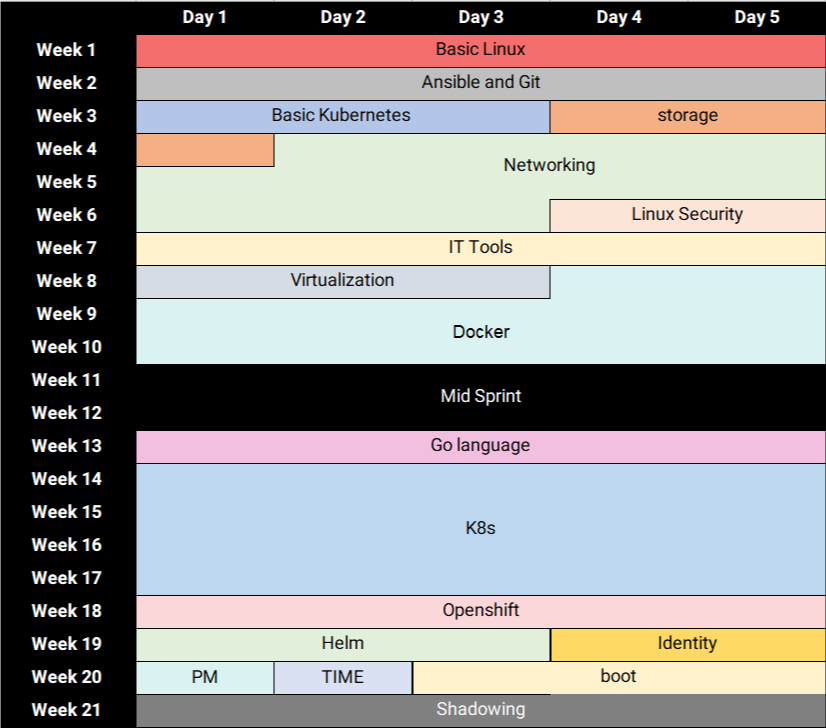 Day 1 Day 2 Day 3 Day 4 Day 5
Week 1 Basic Linux
Week 2 Ansible and Git
Week 3 Basic Kubernetes storage
Week 4
Networking
Week 5
Week 6 Linux Security
Week 7 IT Tools
Week 8 Virtualization
Week 9
Docker
Week 10
Week 11
Mid Sprint
Week 12
Week 13 Go language
Week 14
Week 15
K8s
Week 16
Week 17
Week 18 Openshift
Week 19 Helm Identity
Week 20 PM TIME boot
Week 21 Shadowing